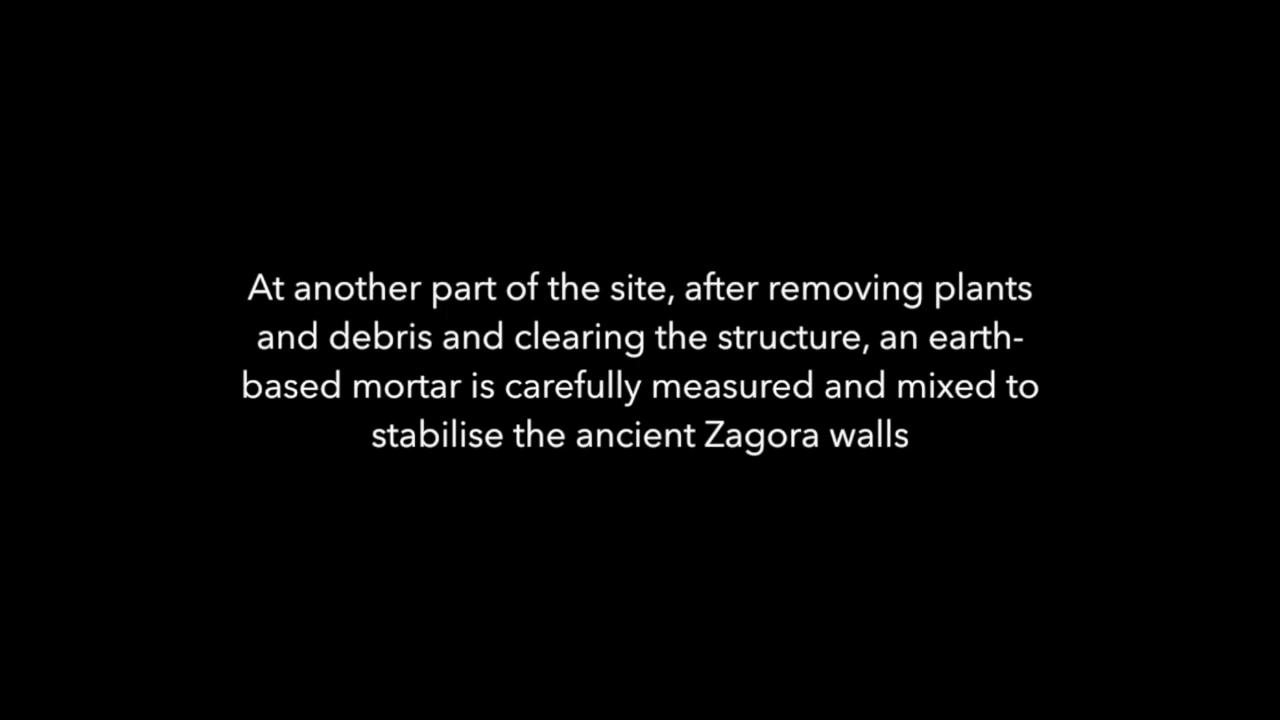 At another part of the site, after removing plants
and debris and clearing the structure, an earth-
based mortar is carefully measured and mixed to
stabilise the ancient Zagora walls